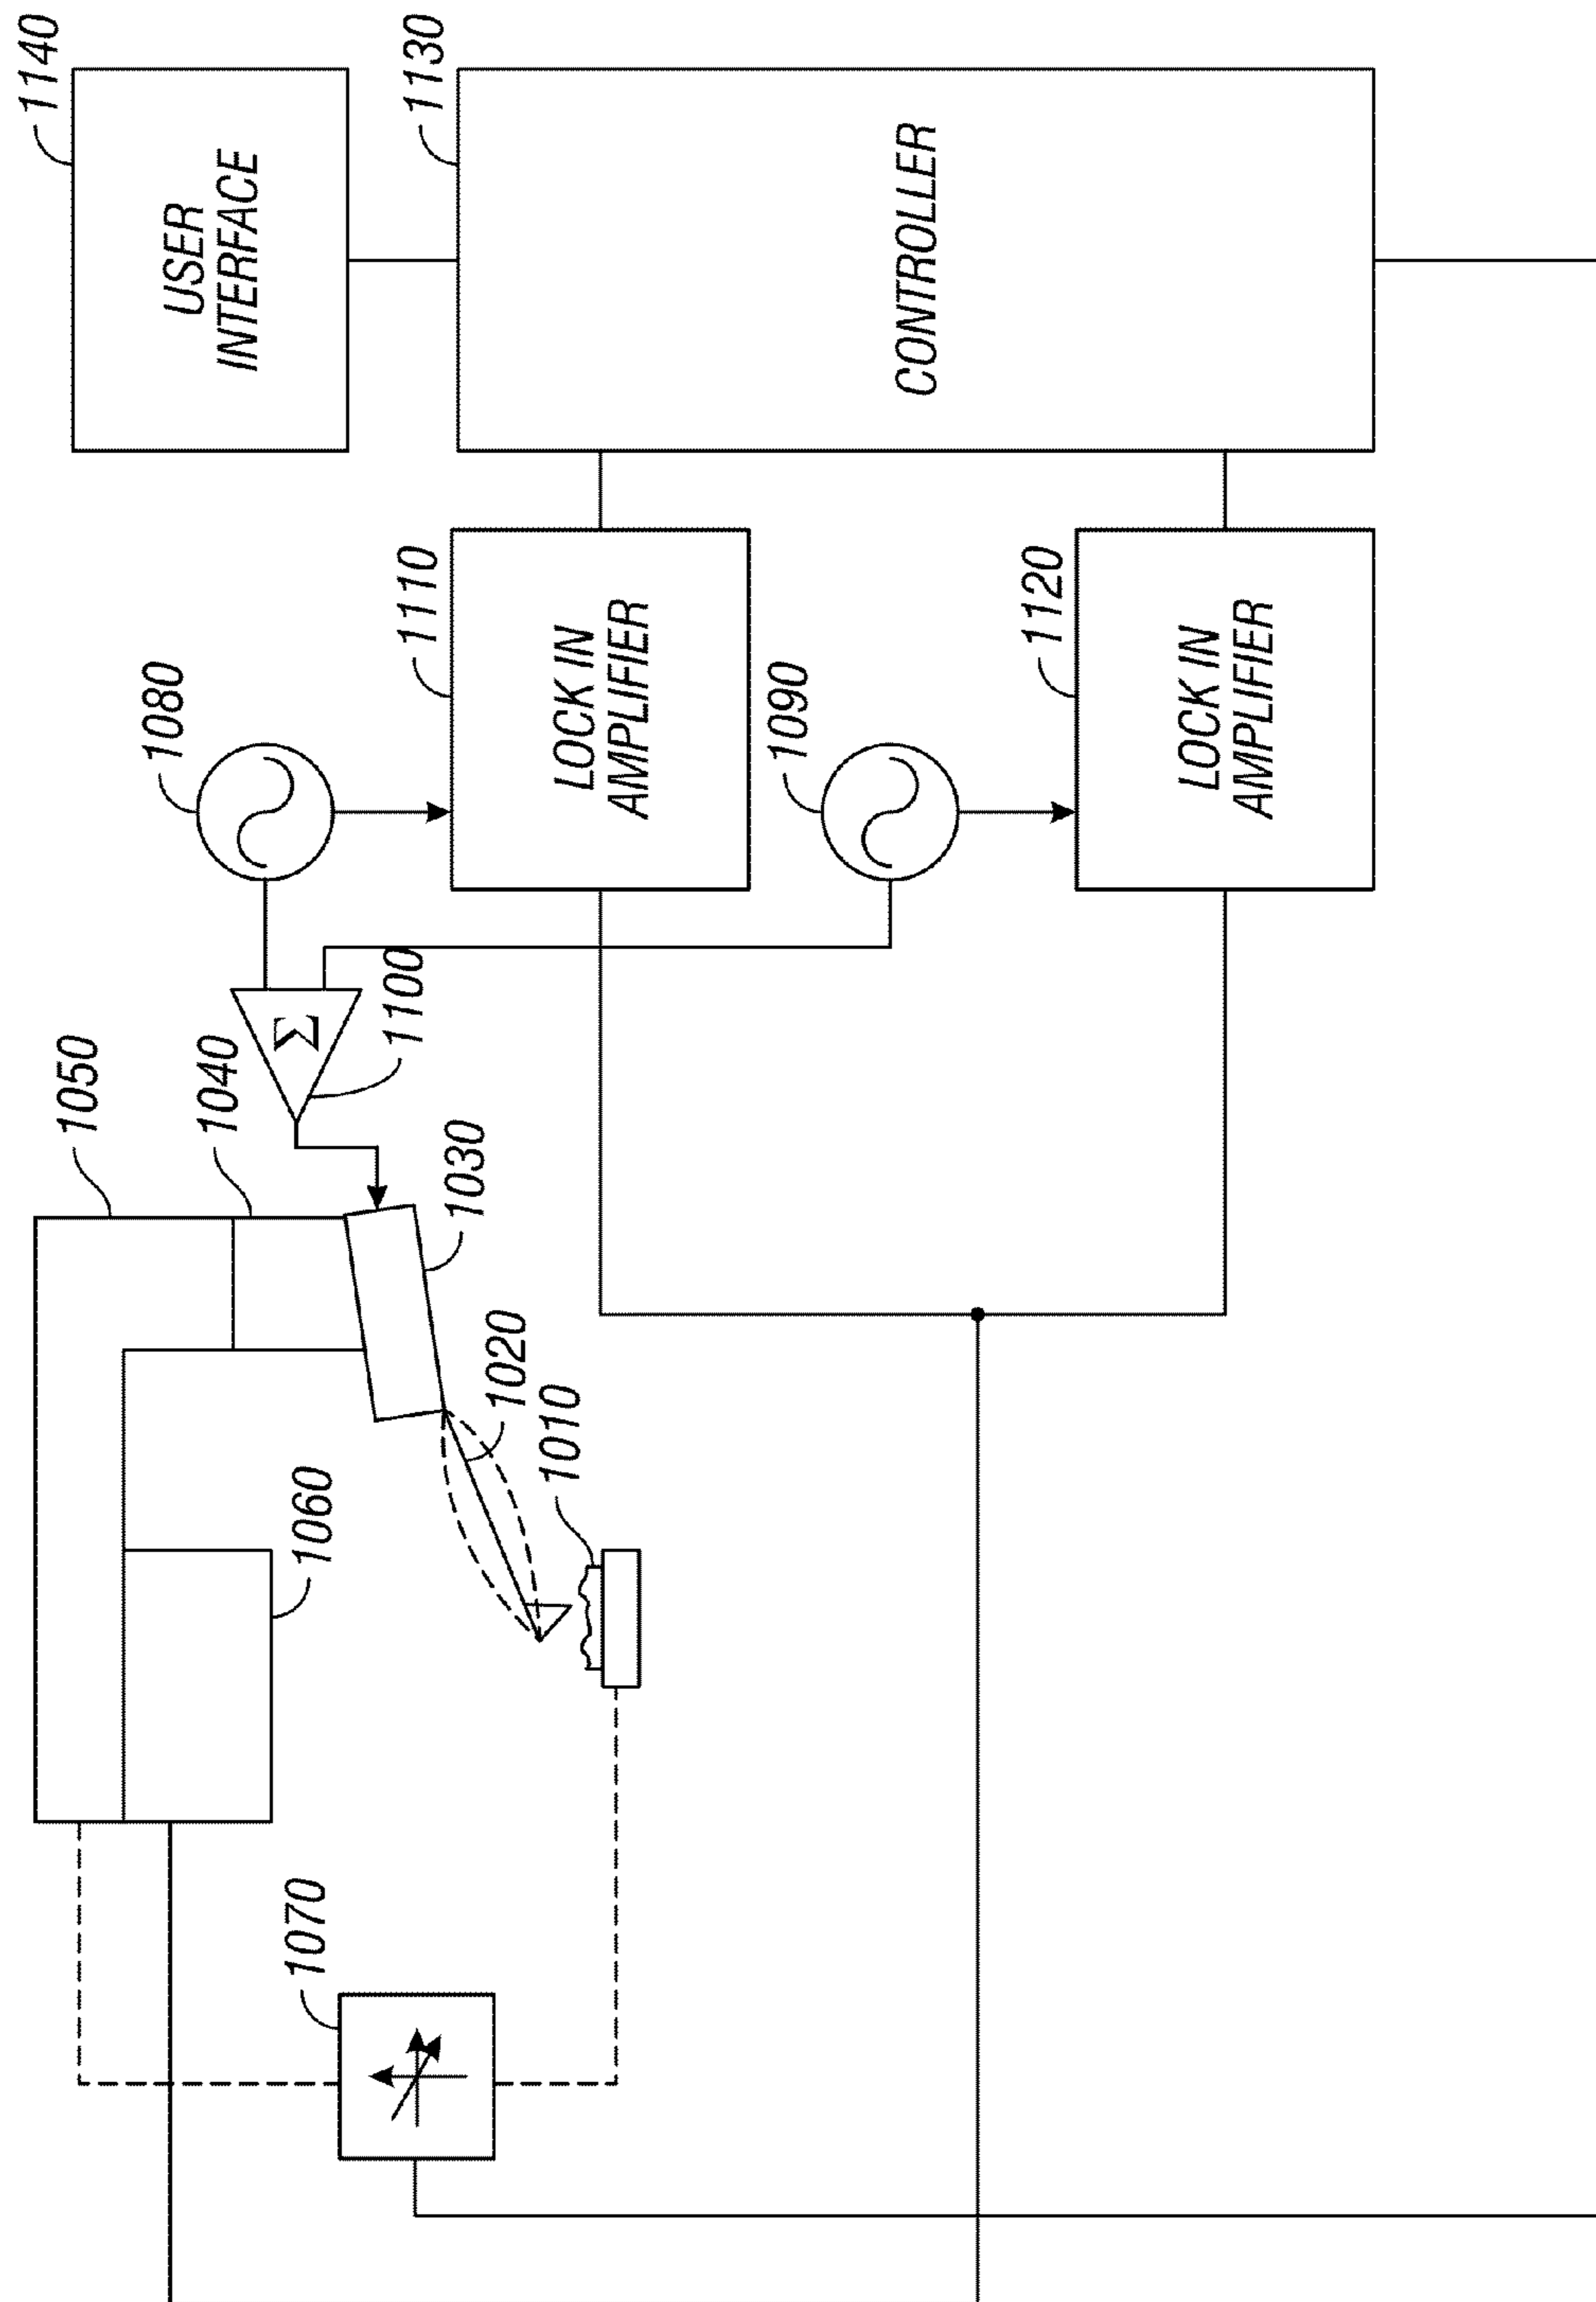 1140
USER
INTERFACE
1130
CONTROLLER
1080
1110
LOCK IN
AMPLIFIER
1090
1120
LOCK IN
AMPLIFIER
1050
1040
Σ
1100
1030
1020
1010
1060
1070